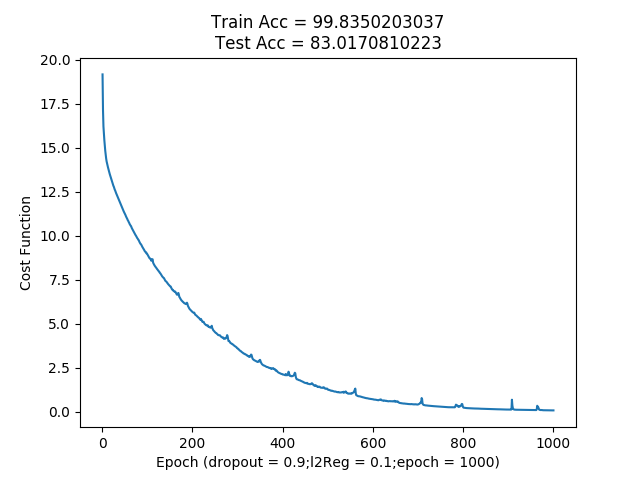 Train Acc = 99.8350203037
Test Acc = 83.0170810223
20.0
17.5
15.0
12.5
10.0
7.5
5.0
2.5
0.0
Cost Function
0 200 400 600 800 1000
Epoch (dropout = 0.9;l2Reg = 0.1;epoch = 1000)